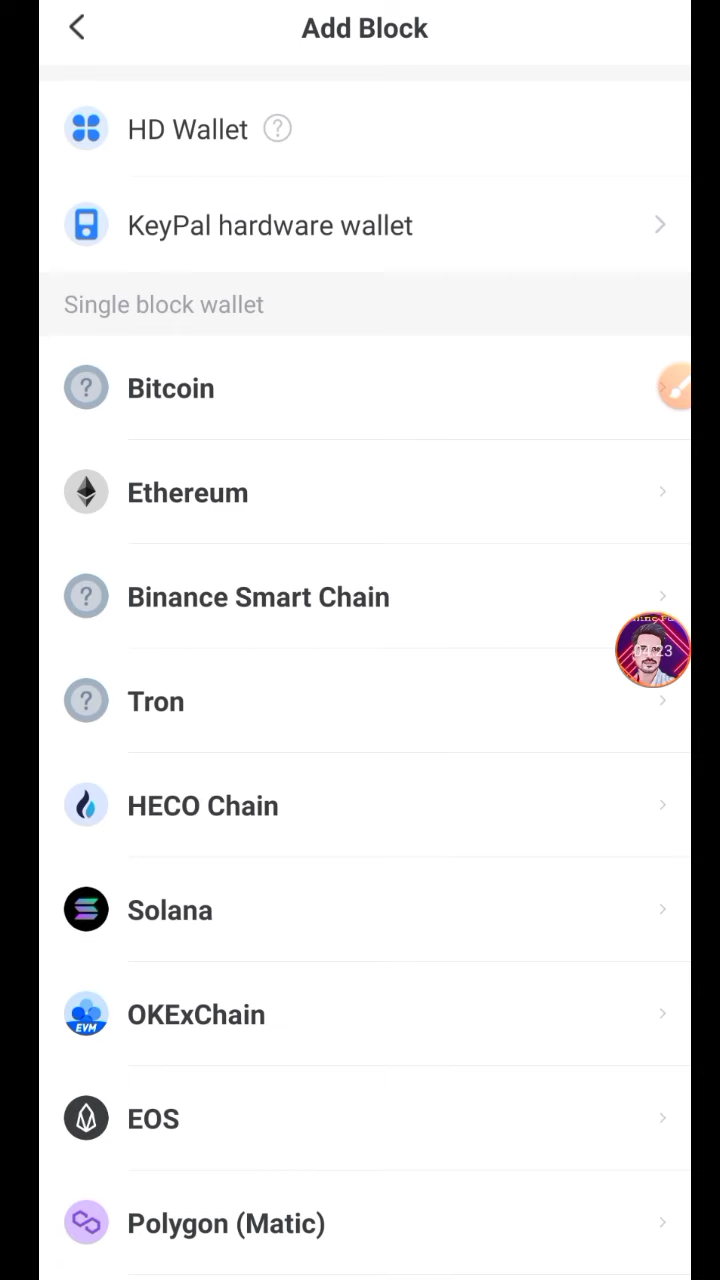 Add Block
HD Wallet ?
KeyPal hardware wallet
Single block wallet
? Bitcoin
Ethereum
? Binance Smart Chain
? Tron
HECO Chain
Solana
EVM
OKExChain
EOS
Polygon (Matic)